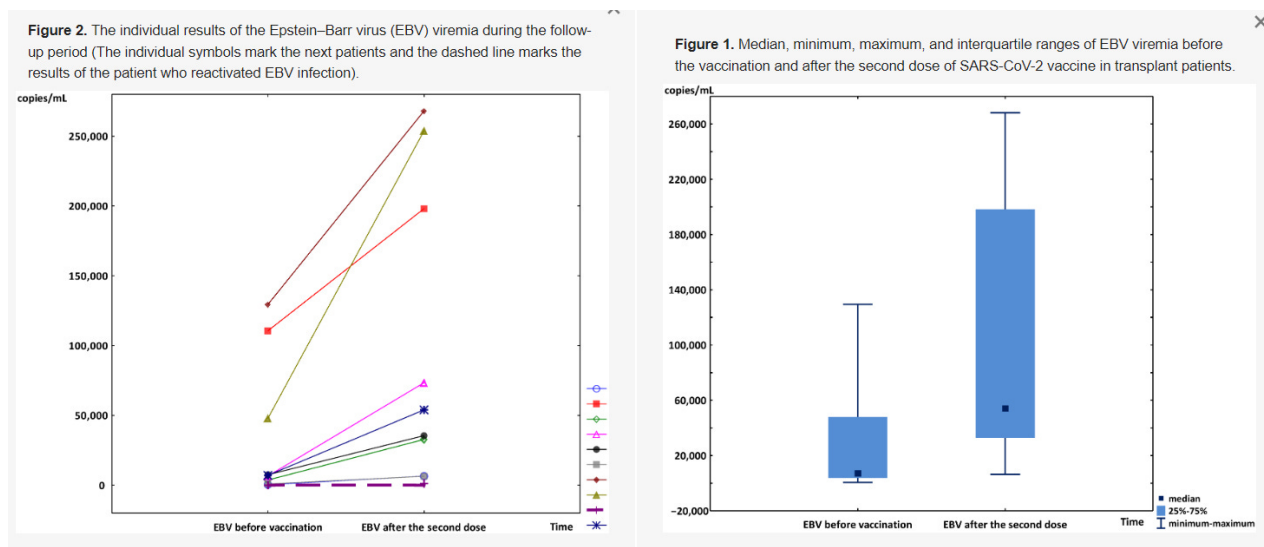 Figure 2. The individual results of the Epstein–Barr virus (EBV) viremia during the follow-
up period (The individual symbols mark the next patients and the dashed line marks the
results of the patient who reactivated EBV infection).
copies/mL
250,000
200,000
150,000
100,000
50,000
0
EBV before vaccination
EBV after the second dose
Time
Figure 1. Median, minimum, maximum, and interquartile ranges of EBV viremia before
the vaccination and after the second dose of SARS-CoV-2 vaccine in transplant patients.
copies/mL
260,000
220,000
180,000
140,000
100,000
60,000
20,000
−20,000
EBV before vaccination
EBV after the second dose
Time
median
25%-75%
minimum-maximum